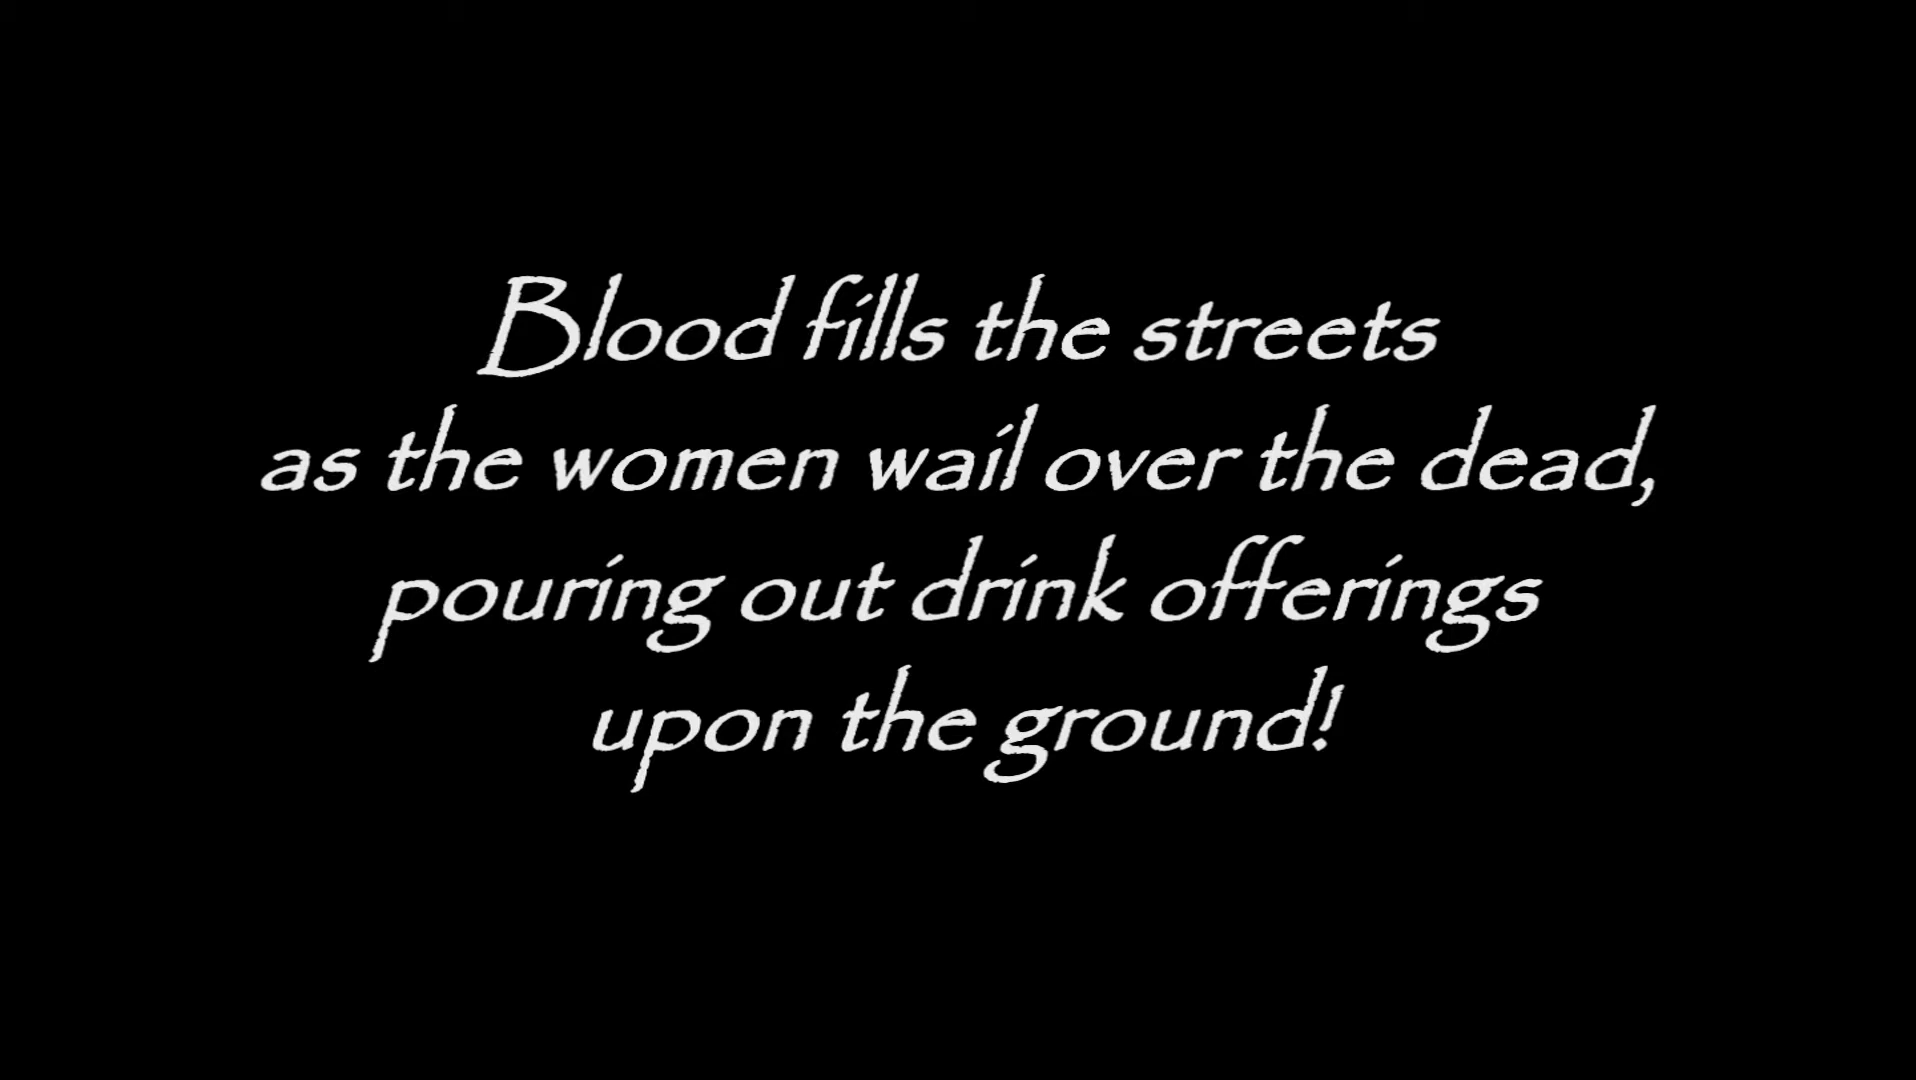 Blood fills the streets
as the women wail over the dead,
pouring out drink offerings
upon the ground!